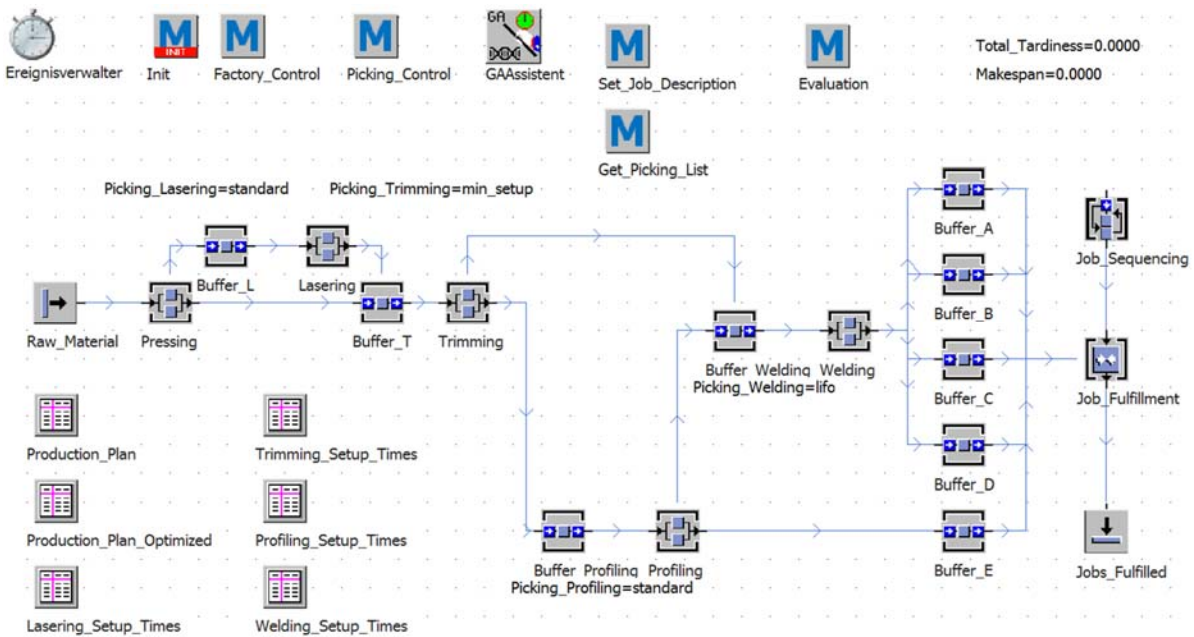 GA
INIT
Ereignisverwalter
Init
Factory_Control
Picking_Control
GAAssistent
Set_Job_Description
Evaluation
Total_Tardiness=0.0000
Makespan=0.0000
Get_Picking_List
Picking_Lasering=standard
Picking_Trimming=min_setup
Buffer_A
Buffer_L
Lasering
Job_Sequencing
Raw_Material
Pressing
Buffer_T
Trimming
Buffer_B
Buffer_Welding
Welding
Picking_Welding=lifo
Buffer_C
Job_Fulfillment
Production_Plan
Trimming_Setup_Times
Buffer_D
Production_Plan_Optimized
Profiling_Setup_Times
Buffer_Profiling
Profiling
Picking_Profiling=standard
Buffer_E
Jobs_Fulfilled
Lasering_Setup_Times
Welding_Setup_Times